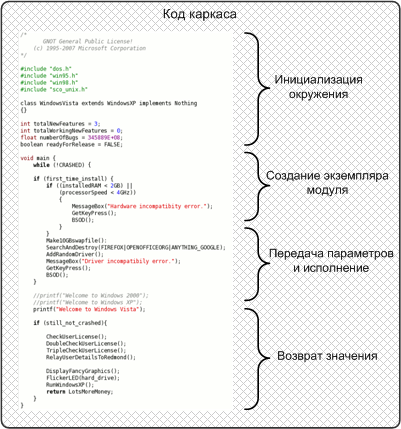 Код каркаса
/*
GNOT General Public License!
(c) 1995-2007 Microsoft Corporation
*/
#include "dos.h"
#include "win95.h"
#include "win98.h"
#include "sco_unix.h"
class WindowsVista extends WindowsXP implements Nothing
{}
int totalNewFeatures = 3;
int totalWorkingNewFeatures = 0;
float numberOfBugs = 345889E+08;
boolean readyForRelease = FALSE;
Инициализация
окружения
void main {
while (!CRASHED) {
if (first_time_install) {
if ((installedRAM < 2GB) ||
(processorSpeed < 4GHz))
{
MessageBox("Hardware incompatibity error.");
GetKeyPress();
BSOD();
}
}
Создание экземпляра
модуля
Make10GBswapfile();
SearchAndDestroy(FIREFOX|OPENOFFICEORG|ANYTHING_GOOGLE);
AddRandomDriver();
MessageBox("Driver incompatibily error.");
GetKeyPress();
BSOD();
}
//printf("Welcome to Windows 2000");
//printf("Welcome to Windows XP");
printf("Welcome to Windows Vista");
Передача параметров
и исполнение
if (still_not_crashed){
CheckUserLicense();
DoubleCheckUserLicense();
TripleCheckUserLicense();
RelayUserDetailsToRedmond();
DisplayFancyGraphics();
FlickerLED(hard_drive);
RunWindowsXP();
return LotsMoreMoney;
}
}
Возврат значения